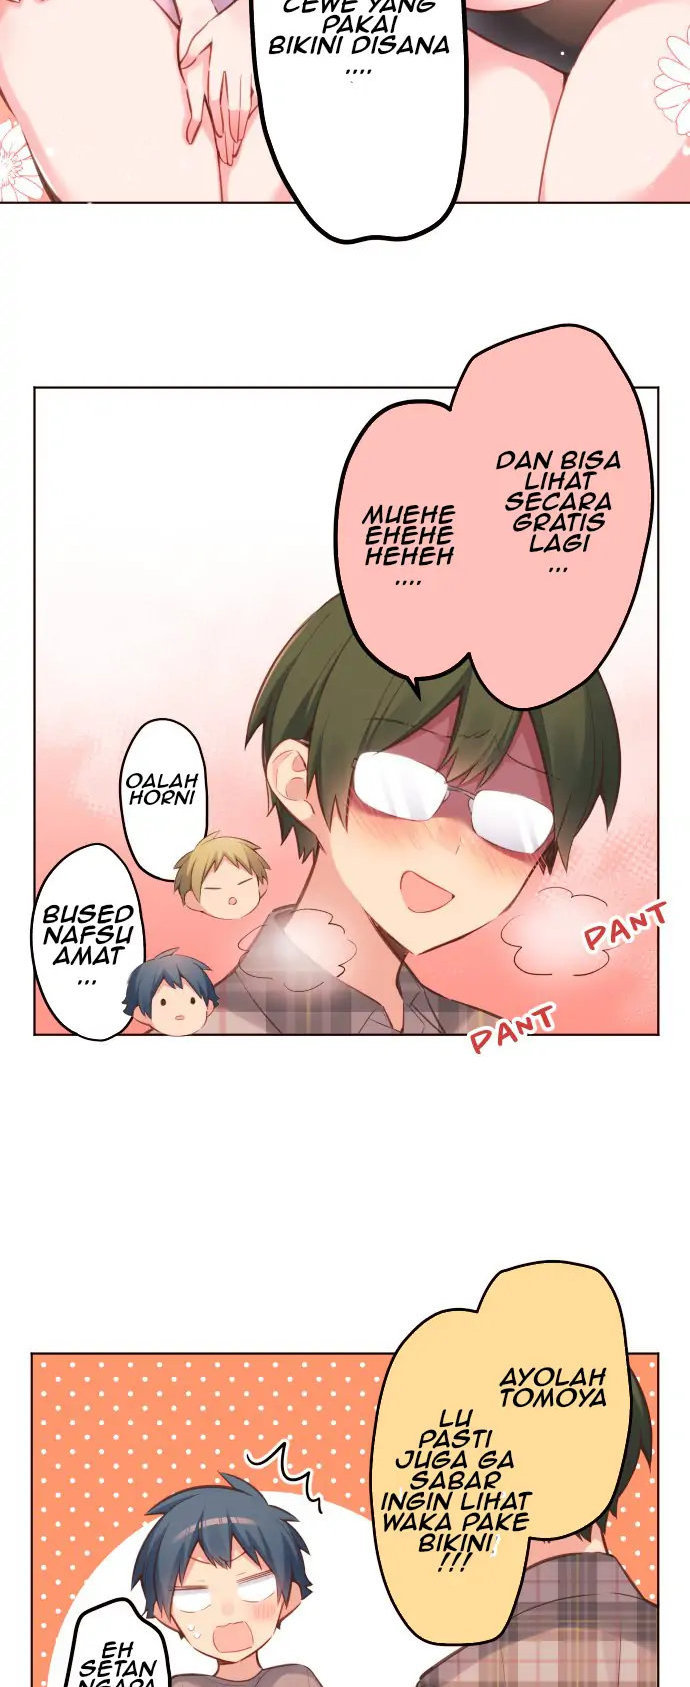 CEWE YANG
PAKAI
BIKINI DISANA
....
DAN BISA
LIHAT
SECARA
GRATIS
LAGI
...
MUEHE
EHEHE
HEHEH
....
OALAH
HORNI
BUSED
NAFSU
AMAT
...
PANT
PANT
AYOLAH
TOMOYA
LU
PASTI
JUGA GA
SABAR
INGIN LIHAT
WAKA PAKE
BIKINI
!!!
EH
SETAN
NGAPA